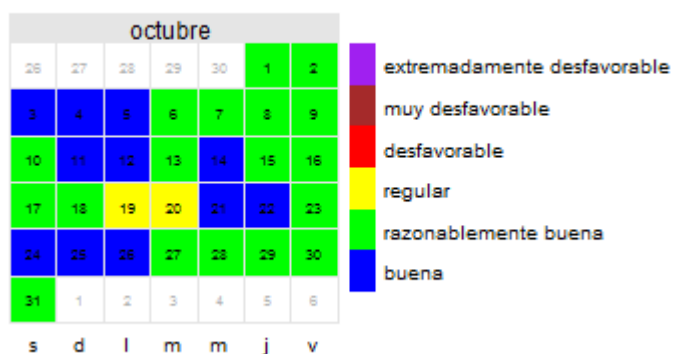 octubre
26 27 28 29 30 1 2
3 4 5 6 7 8 9
10 11 12 13 14 15 16
17 18 19 20 21 22 23
24 25 26 27 28 29 30
31 1 2 3 4 5 6
s d l m m j v
extremadamente desfavorable
muy desfavorable
desfavorable
regular
razonablemente buena
buena